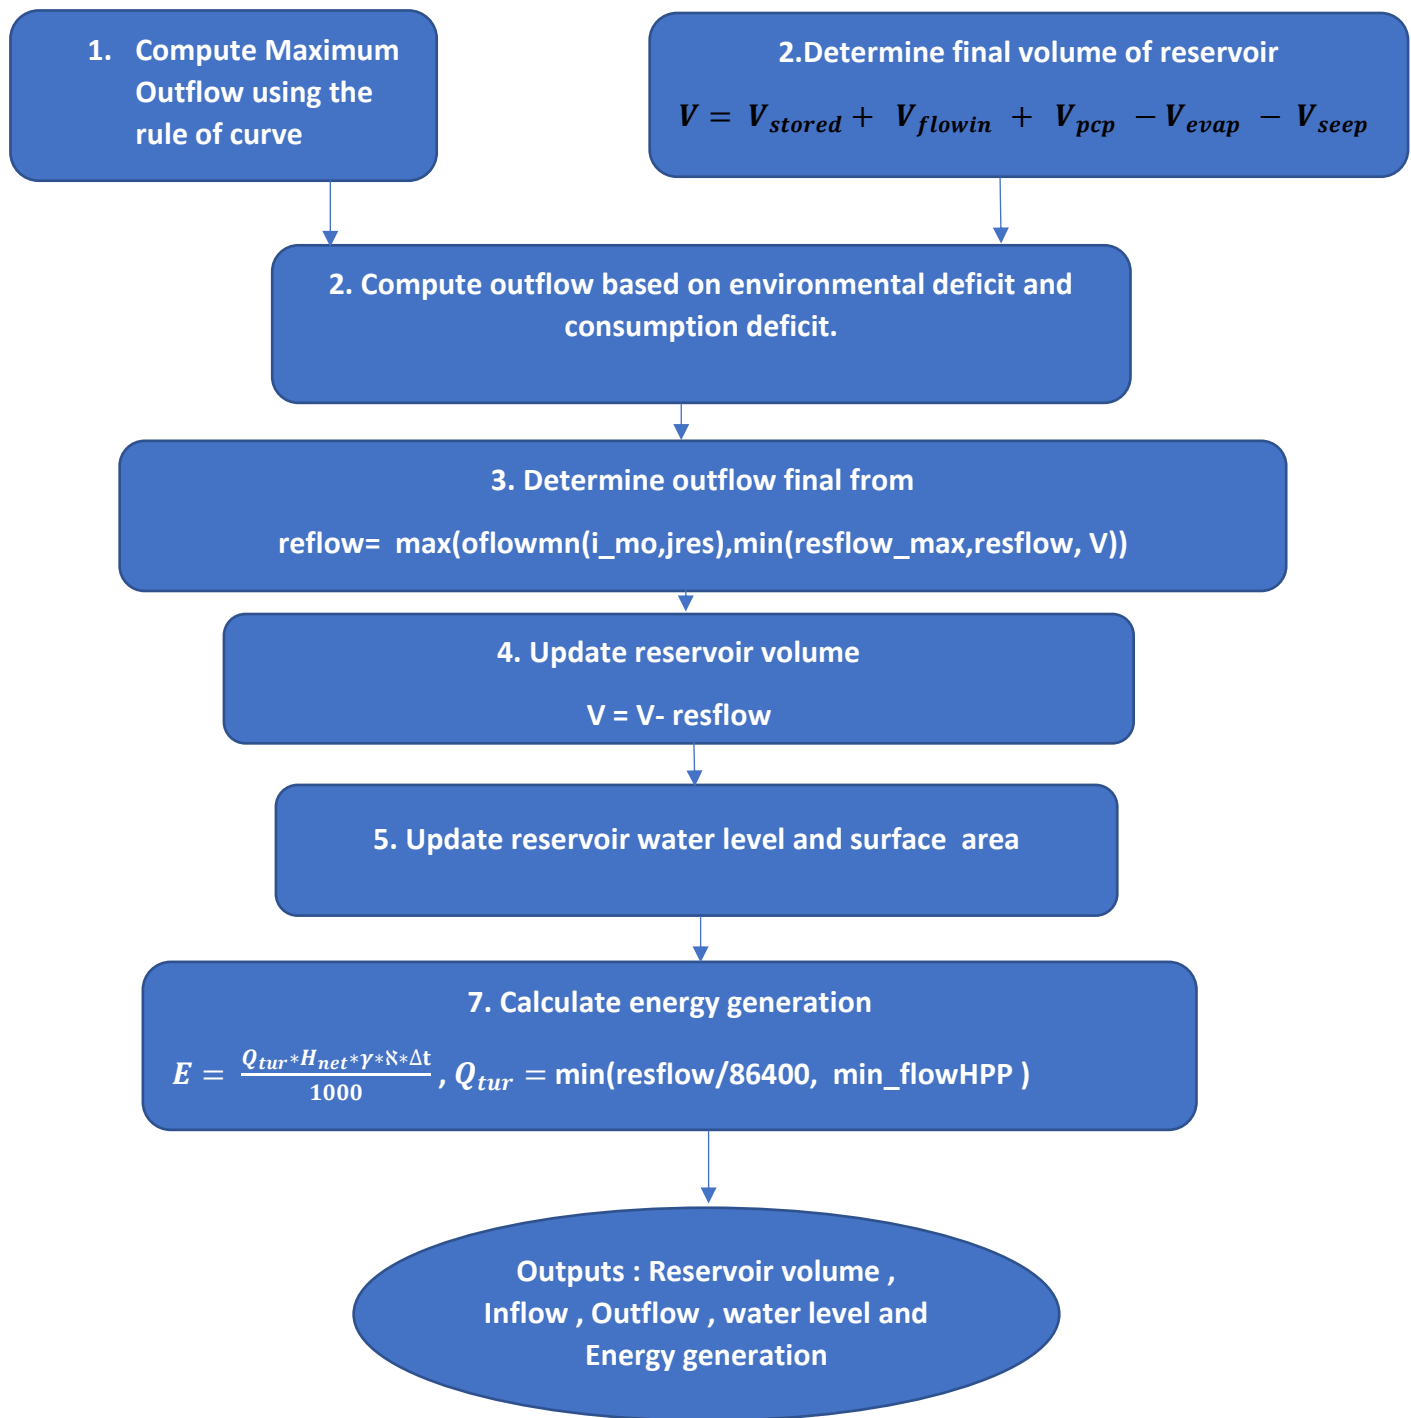 1. Compute Maximum
Outflow using the
rule of curve
2.Determine final volume of reservoir
V = V_stored + V_flowin + V_pcp − V_evap − V_seep
2. Compute outflow based on environmental deficit and
consumption deficit.
3. Determine outflow final from
reflow= max(oflowmn(i_mo,jres),min(resflow_max,resflow, V))
4. Update reservoir volume
V = V- resflow
5. Update reservoir water level and surface area
7. Calculate energy generation
E = Q_tur*H_net*γ*ℵ*Δt / 1000 , Q_tur = min(resflow/86400, min_flowHPP )
Outputs : Reservoir volume ,
Inflow , Outflow , water level and
Energy generation